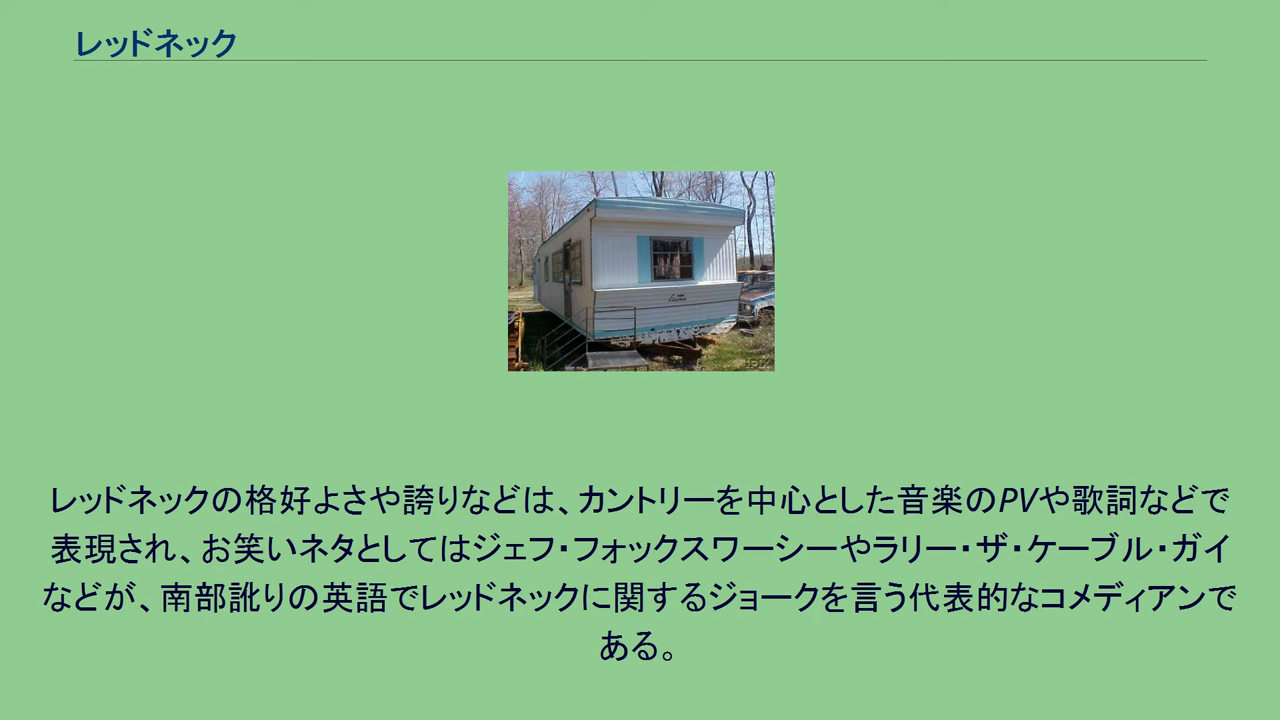 レッドネック
レッドネックの格好よさや誇りなどは、カントリーを中心とした音楽のPVや歌詞などで
表現され、お笑いネタとしてはジェフ・フォックスワーシーやラリー・ザ・ケーブル・ガイ
などが、南部訛りの英語でレッドネックに関するジョークを言う代表的なコメディアンで
ある。